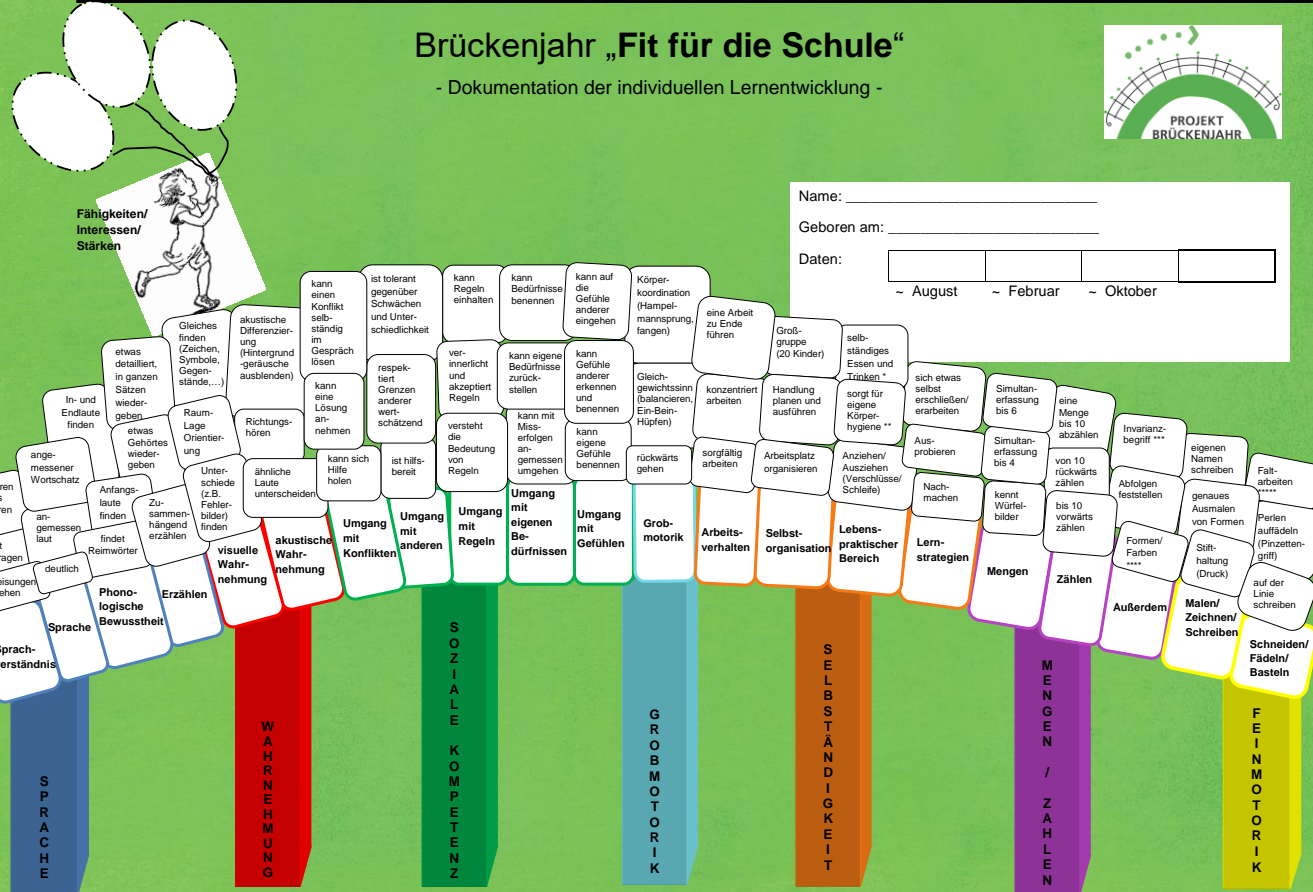 Brückenjahr „Fit für die Schule“
- Dokumentation der individuellen Lernentwicklung -
PROJEKT
BRÜCKENJAHR
Fähigkeiten/
Interessen/
Stärken
Name:
Geboren am:
Daten:
~ August
~ Februar
~ Oktober
deutlich
an-
gemessen
laut
ange-
messener
Wortschatz
findet
Reimwörter
Anfangs-
laute
finden
In- und
Endlaute
finden
Zu-
sammen-
hängend
erzählen
etwas
Gehörtes
wieder-
geben
etwas
detailliert,
in ganzen
Sätzen
wieder-
geben
Unter-
schiede
(z.B.
Fehler-
bilder)
finden
Raum-
Lage
Orientier-
ung
Gleiches
finden
(Zeichen,
Symbole,
Gegen-
stände,…)
ähnliche
Laute
unterscheiden
Richtungs-
hören
akustische
Differenzier-
ung
(Hintergrund
-geräusche
ausblenden)
kann sich
Hilfe
holen
kann
eine
Lösung
an-
nehmen
kann
einen
Konflikt
selb-
ständig
im
Gespräch
lösen
ist hilfs-
bereit
respek-
tiert
Grenzen
anderer
wert-
schätzend
ist tolerant
gegenüber
Schwächen
und Unter-
schiedlichkeit
versteht
die
Bedeutung
von
Regeln
ver-
innerlicht
und
akzeptiert
Regeln
kann
Regeln
einhalten
kann mit
Miss-
erfolgen
an-
gemessen
umgehen
kann eigene
Bedürfnisse
zurück-
stellen
kann
Bedürfnisse
benennen
kann
eigene
Gefühle
benennen
kann
Gefühle
anderer
erkennen
und
benennen
kann auf
die
Gefühle
anderer
eingehen
rückwärts
gehen
Gleich-
gewichtssinn
(balancieren,
Ein-Bein-
Hüpfen)
Körper-
koordination
(Hampel-
mannsprung,
fangen)
sorgfältig
arbeiten
konzentriert
arbeiten
eine Arbeit
zu Ende
führen
Arbeitsplatz
organisieren
Handlung
planen und
ausführen
Groß-
gruppe
(20 Kinder)
Anziehen/
Ausziehen
(Verschlüsse/
Schleife)
sorgt für
eigene
Körper-
hygiene **
selb-
ständiges
Essen und
Trinken *
Nach-
machen
Aus-
probieren
sich etwas
selbst
erschließen/
erarbeiten
kennt
Würfel-
bilder
Simultan-
erfassung
bis 4
Simultan-
erfassung
bis 6
bis 10
vorwärts
zählen
von 10
rückwärts
zählen
eine
Menge
bis 10
abzählen
Formen/
Farben
****
Abfolgen
feststellen
Invarianz-
begriff ***
Stift-
haltung
(Druck)
genaues
Ausmalen
von Formen
eigenen
Namen
schreiben
auf der
Linie
schreiben
Perlen
auffädeln
(Pinzetten-
griff)
Falt-
arbeiten
*****
Sprache
Phono-
logische
Bewusstheit
Erzählen
visuelle
Wahr-
nehmung
akustische
Wahr-
nehmung
Umgang
mit
Konflikten
Umgang
mit
anderen
Umgang
mit
Regeln
Umgang
mit
eigenen
Be-
dürfnissen
Umgang
mit
Gefühlen
Grob-
motorik
Arbeits-
verhalten
Selbst-
organisation
Lebens-
praktischer
Bereich
Lern-
strategien
Mengen
Zählen
Außerdem
Malen/
Zeichnen/
Schreiben
Schneiden/
Fädeln/
Basteln
SPRACHE
WAHRNEHMUNG
SOZIALE KOMPETENZ
GROBMOTORIK
SELBSTÄNDIGKEIT
MENGEN / ZAHLEN
FEINMOTORIK